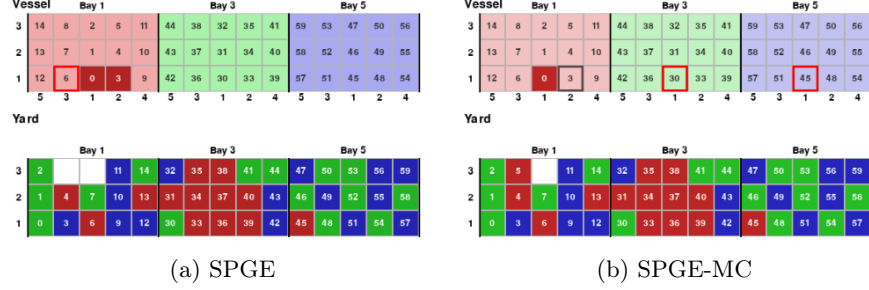 Vessel
Bay 1 Bay 3 Bay 5
3 14 8 2 5 11 44 38 32 35 41 59 53 47 50 56
2 13 7 1 4 10 43 37 31 34 40 58 52 46 49 55
1 12 6 0 3 9 42 36 30 33 39 57 51 45 48 54
5 3 1 2 4 5 3 1 2 4 5 3 1 2 4
Yard
Bay 1 Bay 3 Bay 5
3 2 11 14 32 35 38 41 44 47 50 53 56 59
2 1 4 7 10 13 31 34 37 40 43 46 49 52 55 58
1 0 3 6 9 12 30 33 36 39 42 45 48 51 54 57
(a) SPGE
Vessel
Bay 1 Bay 3 Bay 5
3 14 8 2 5 11 44 38 32 35 41 59 53 47 50 56
2 13 7 1 4 10 43 37 31 34 40 58 52 46 49 55
1 12 6 0 3 9 42 36 30 33 39 57 51 45 48 54
5 3 1 2 4 5 3 1 2 4 5 3 1 2 4
Yard
Bay 1 Bay 3 Bay 5
3 2 5 11 14 32 35 38 41 44 47 50 53 56 59
2 1 4 7 10 13 31 34 37 40 43 46 49 52 55 58
1 0 3 6 9 12 30 33 36 39 42 45 48 51 54 57
(b) SPGE-MC